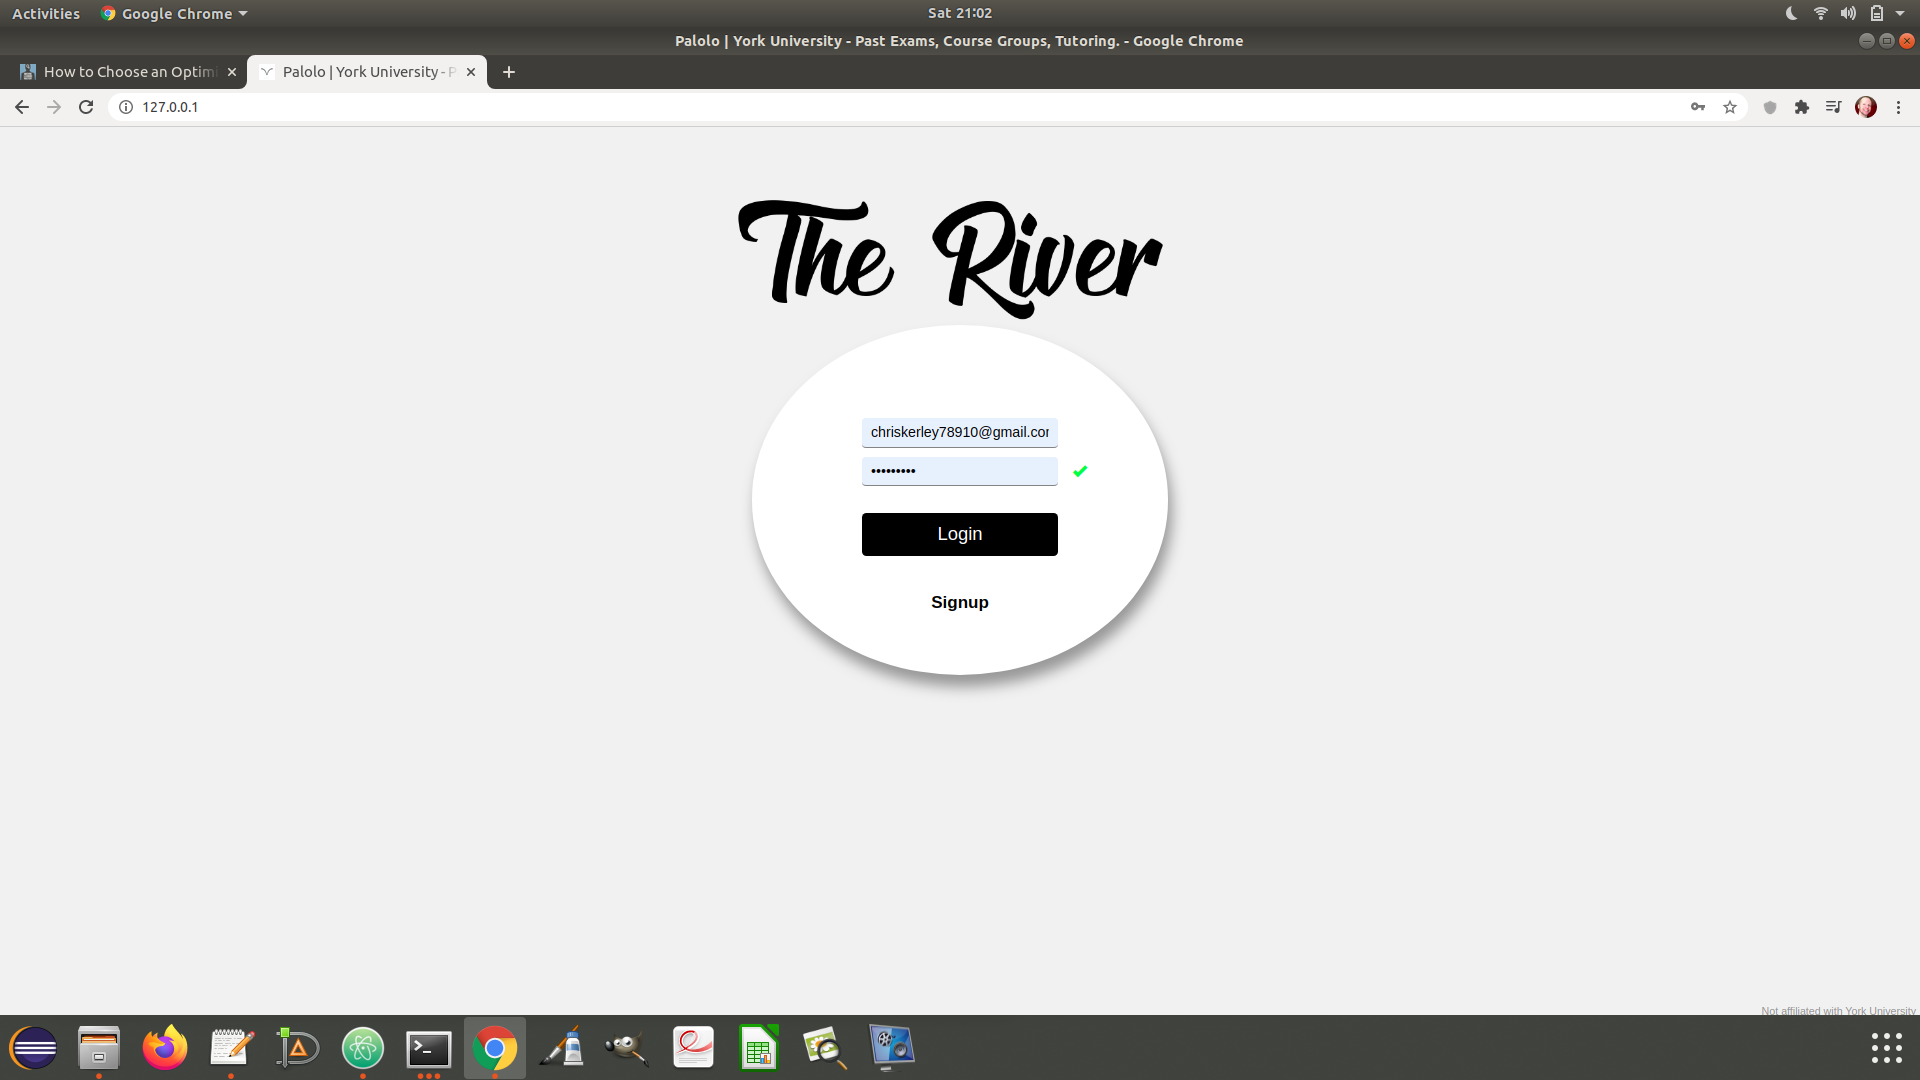 Activities Google Chrome Sat 21:02
Palolo | York University - Past Exams, Course Groups, Tutoring. - Google Chrome
How to Choose an Optim Palolo | York University - P
127.0.0.1
The River
chriskerley78910@gmail.cor
•••••••••
Login
Signup
Not affiliated with York University